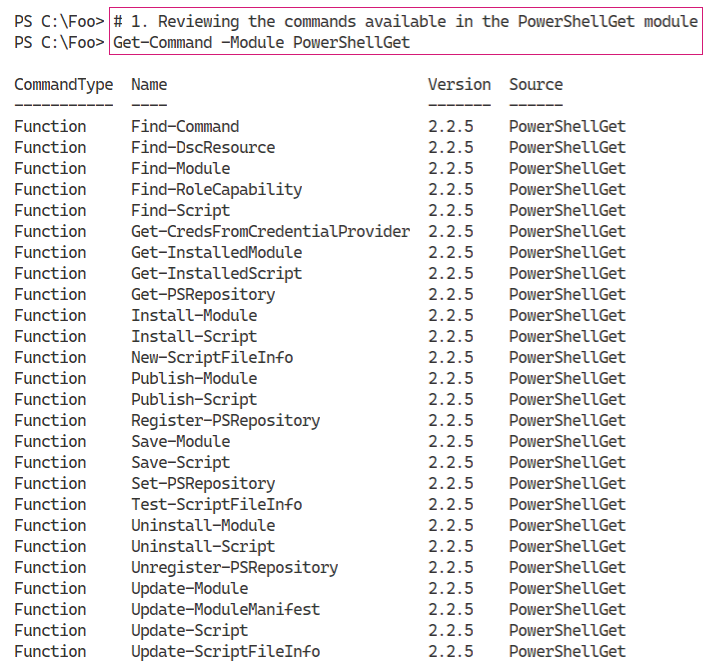 PS C:\Foo> # 1. Reviewing the commands available in the PowerShellGet module
PS C:\Foo> Get-Command -Module PowerShellGet
CommandType Name Version Source
----------- ---- ------- ------
Function Find-Command 2.2.5 PowerShellGet
Function Find-DscResource 2.2.5 PowerShellGet
Function Find-Module 2.2.5 PowerShellGet
Function Find-RoleCapability 2.2.5 PowerShellGet
Function Find-Script 2.2.5 PowerShellGet
Function Get-CredsFromCredentialProvider 2.2.5 PowerShellGet
Function Get-InstalledModule 2.2.5 PowerShellGet
Function Get-InstalledScript 2.2.5 PowerShellGet
Function Get-PSRepository 2.2.5 PowerShellGet
Function Install-Module 2.2.5 PowerShellGet
Function Install-Script 2.2.5 PowerShellGet
Function New-ScriptFileInfo 2.2.5 PowerShellGet
Function Publish-Module 2.2.5 PowerShellGet
Function Publish-Script 2.2.5 PowerShellGet
Function Register-PSRepository 2.2.5 PowerShellGet
Function Save-Module 2.2.5 PowerShellGet
Function Save-Script 2.2.5 PowerShellGet
Function Set-PSRepository 2.2.5 PowerShellGet
Function Test-ScriptFileInfo 2.2.5 PowerShellGet
Function Uninstall-Module 2.2.5 PowerShellGet
Function Uninstall-Script 2.2.5 PowerShellGet
Function Unregister-PSRepository 2.2.5 PowerShellGet
Function Update-Module 2.2.5 PowerShellGet
Function Update-ModuleManifest 2.2.5 PowerShellGet
Function Update-Script 2.2.5 PowerShellGet
Function Update-ScriptFileInfo 2.2.5 PowerShellGet